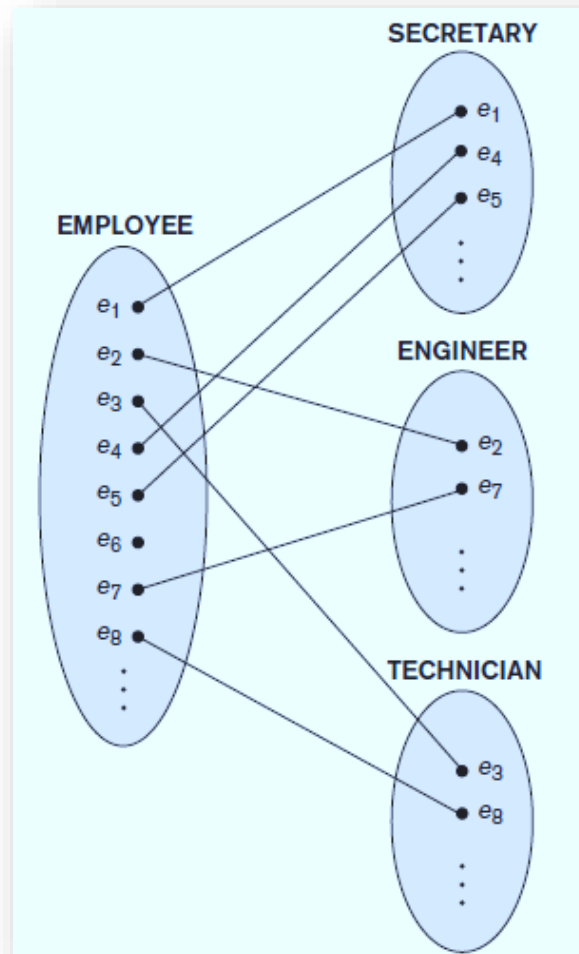 SECRETARY
e1
e4
e5
EMPLOYEE
e1
e2
e3
e4
e5
e6
e7
e8
ENGINEER
e2
e7
TECHNICIAN
e3
e8